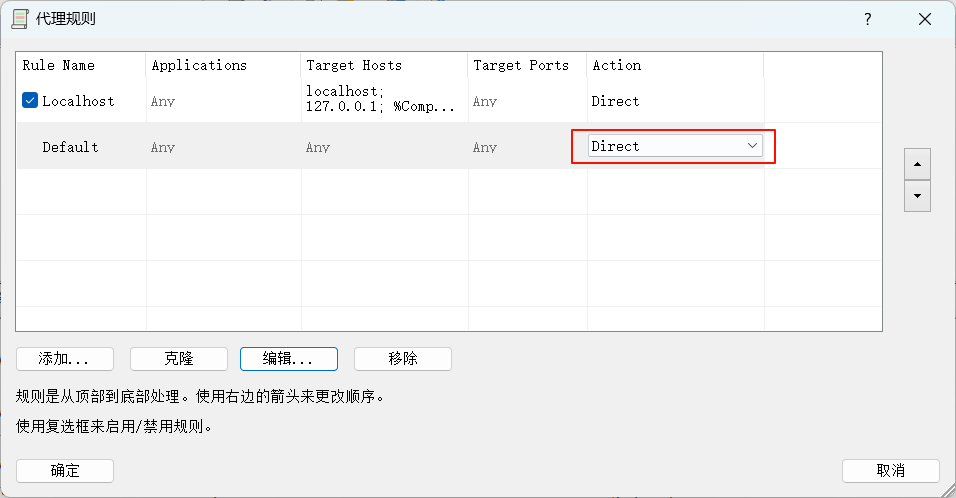 代理规则
Rule Name Applications Target Hosts Target Ports Action
Localhost Any localhost; 127.0.0.1; %Comp... Any Direct
Default Any Any Any Direct
添加... 克隆 编辑... 移除
规则是从顶部到底部处理。使用右边的箭头来更改顺序。
使用复选框来启用/禁用规则。
确定 取消